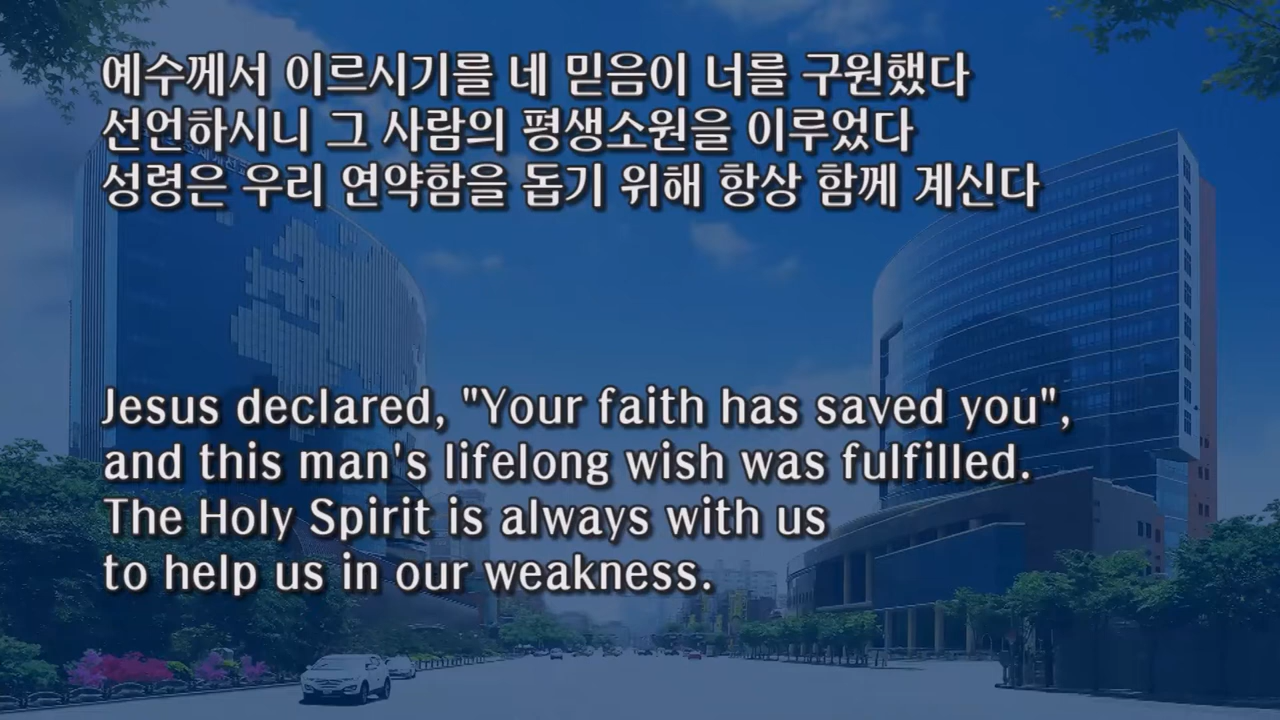 예수께서 이르시기를 네 믿음이 너를 구원했다
선언하시니 그 사람의 평생소원을 이루었다
성령은 우리 연약함을 돕기 위해 항상 함께 계신다
Jesus declared, "Your faith has saved you",
and this man's lifelong wish was fulfilled.
The Holy Spirit is always with us
to help us in our weakness.